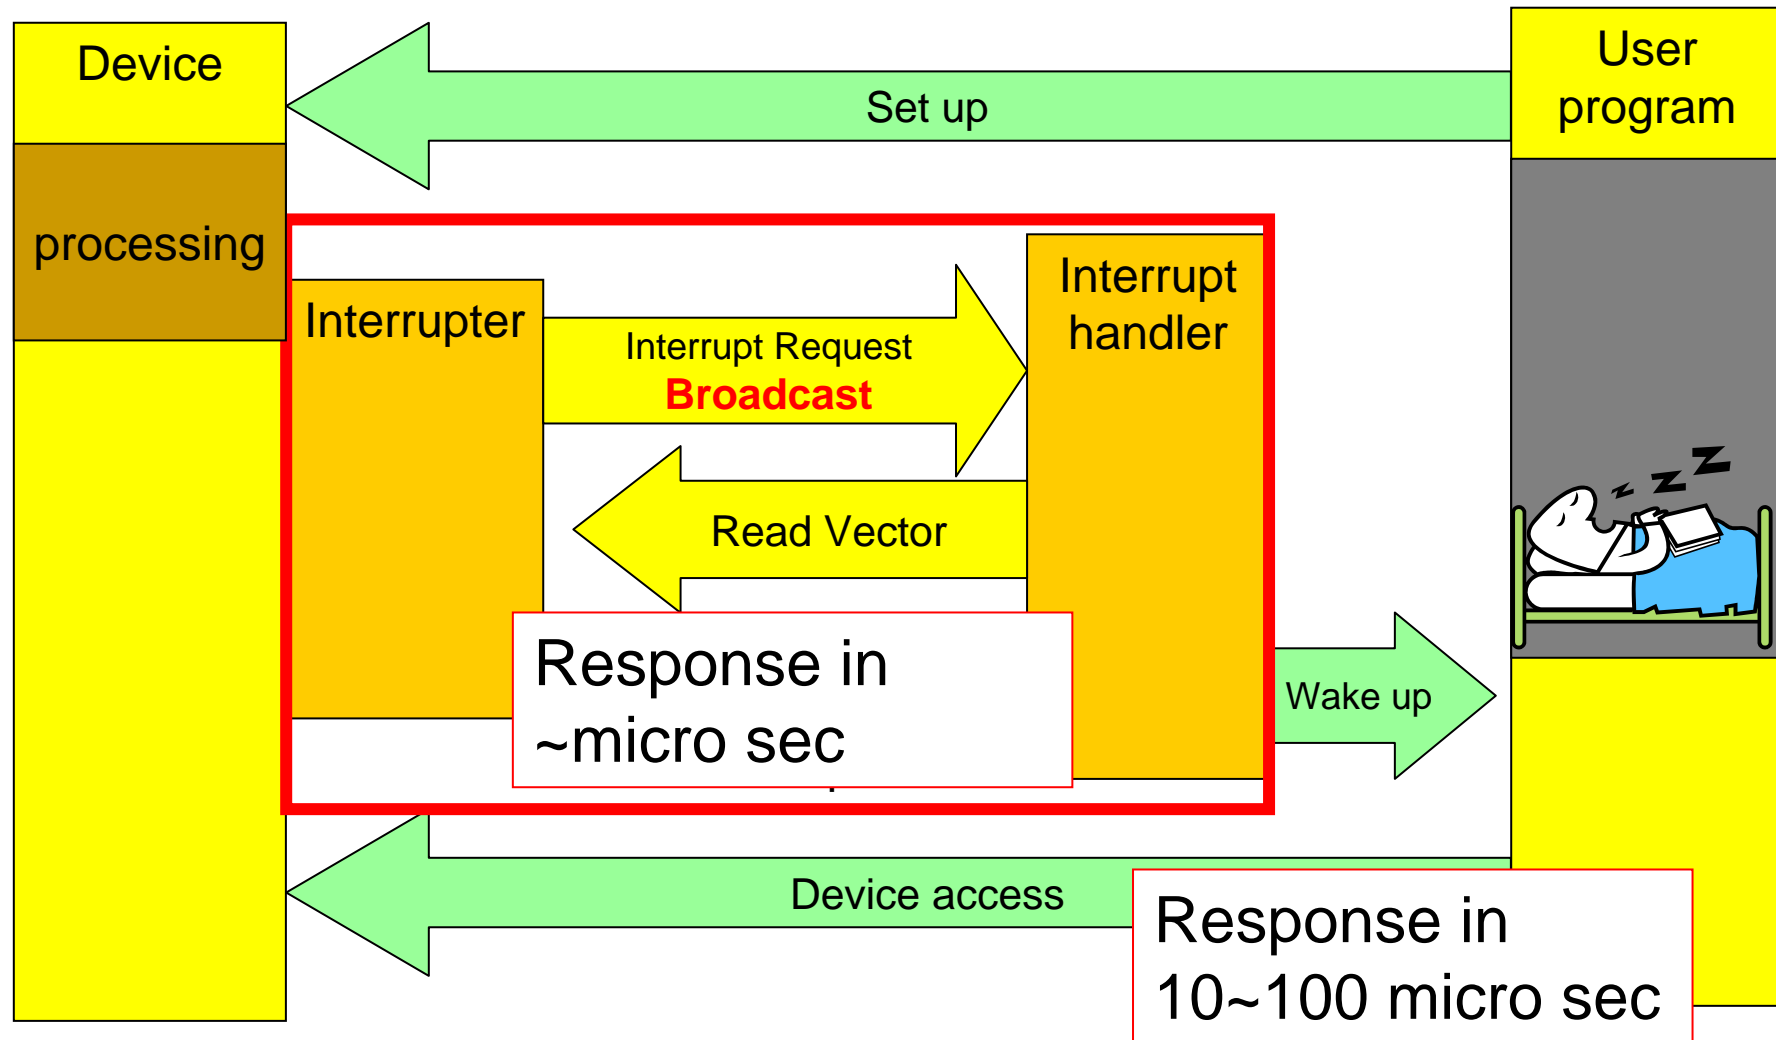 Device
User
program
Set up
processing
Interrupter
Interrupt
handler
Interrupt Request
Broadcast
Read Vector
z z z
Response in
~micro sec
Wake up
Device access
Response in
10~100 micro sec